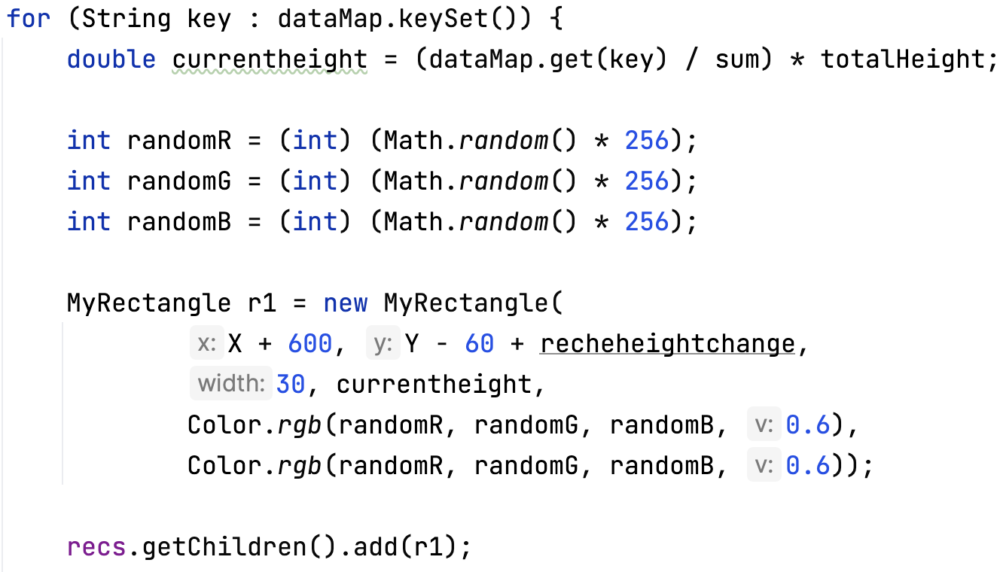 for (String key : dataMap.keySet()) {
double currentheight = (dataMap.get(key) / sum) * totalHeight;
int randomR = (int) (Math.random() * 256);
int randomG = (int) (Math.random() * 256);
int randomB = (int) (Math.random() * 256);
MyRectangle r1 = new MyRectangle(
x: X + 600, y: Y - 60 + recheheightchange,
width: 30, currentheight,
Color.rgb(randomR, randomG, randomB, v: 0.6),
Color.rgb(randomR, randomG, randomB, v: 0.6));
recs.getChildren().add(r1);